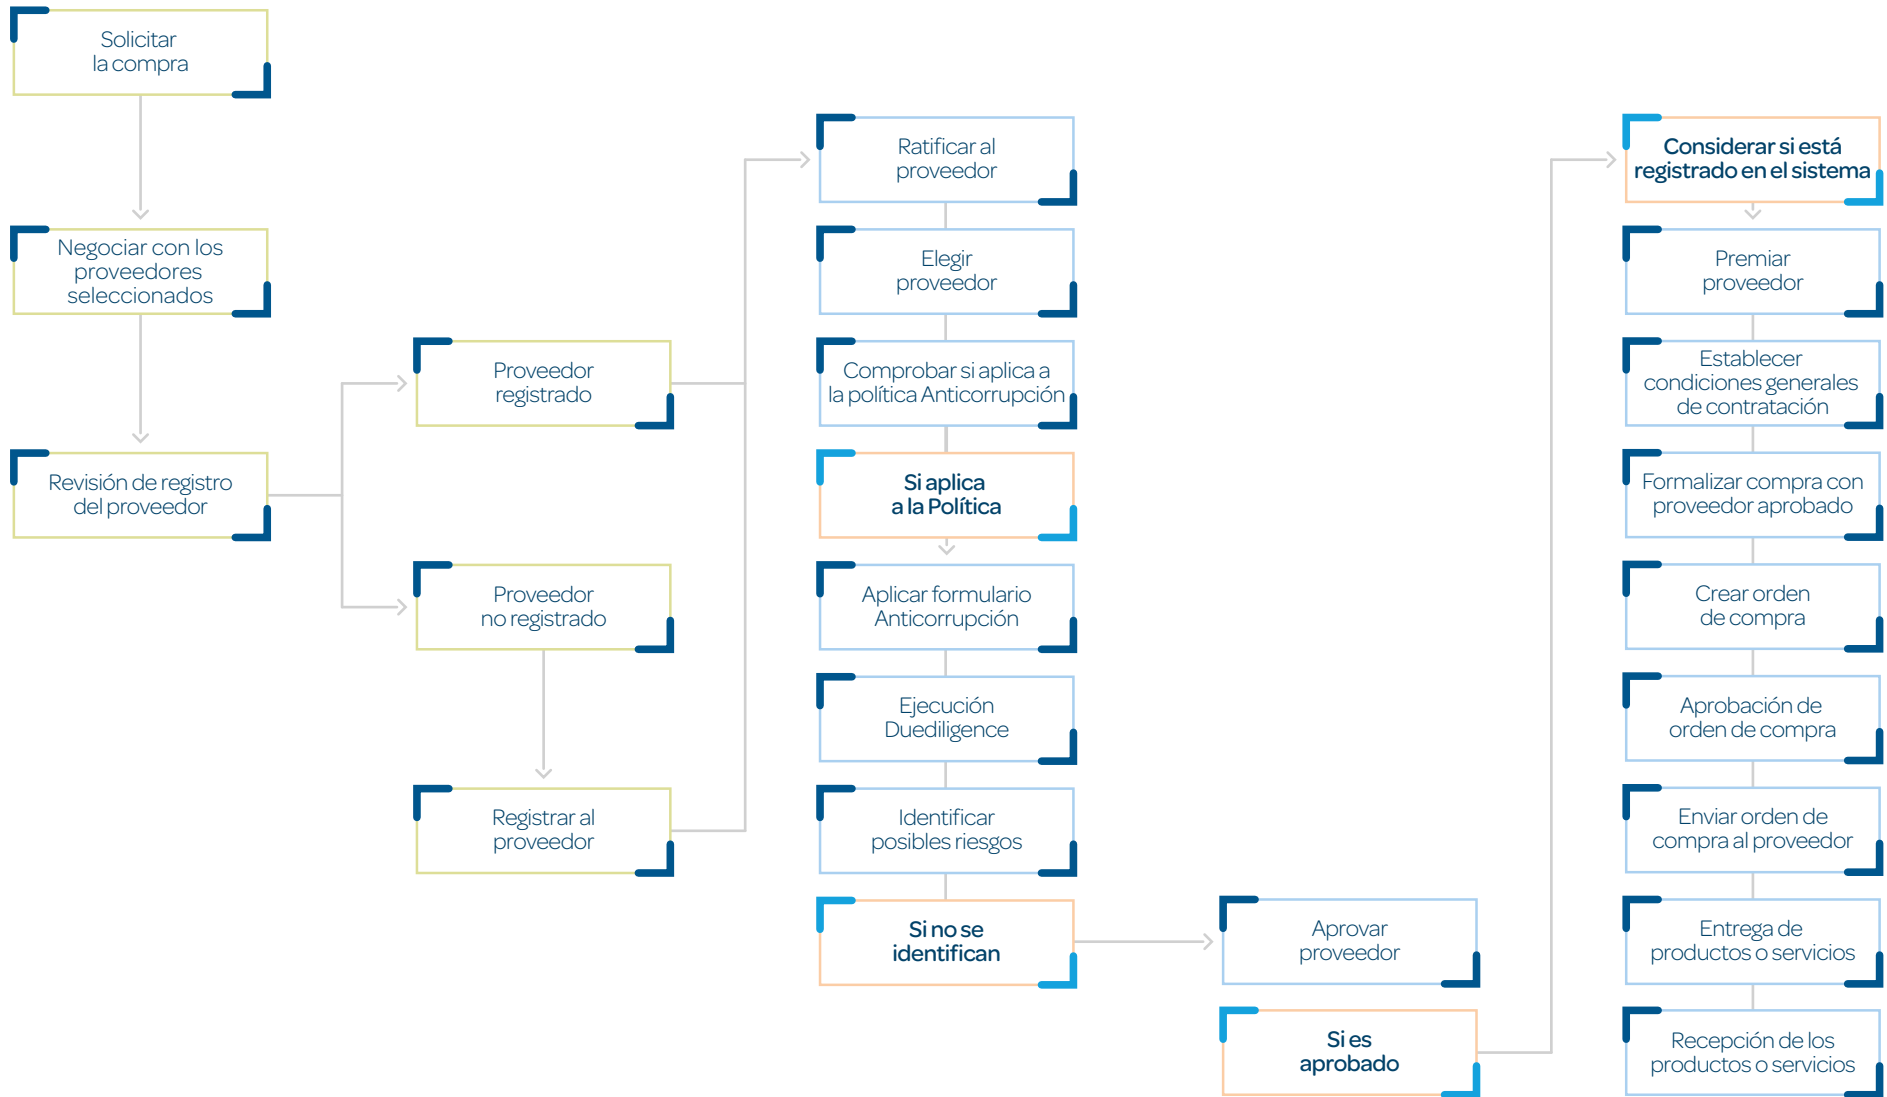 Solicitar
la compra
Negociar con los
proveedores
seleccionados
Revisión de registro
del proveedor
Proveedor
registrado
Proveedor
no registrado
Registrar al
proveedor
Ratificar al
proveedor
Elegir
proveedor
Comprobar si aplica a
la política Anticorrupción
Si aplica
a la Política
Aplicar formulario
Anticorrupción
Ejecución
Duediligence
Identificar
posibles riesgos
Si no se
identifican
Aprovar
proveedor
Si es
aprobado
Considerar si está
registrado en el sistema
Premiar
proveedor
Establecer
condiciones generales
de contratación
Formalizar compra con
proveedor aprobado
Crear orden
de compra
Aprobación de
orden de compra
Enviar orden de
compra al proveedor
Entrega de
productos o servicios
Recepción de los
productos o servicios